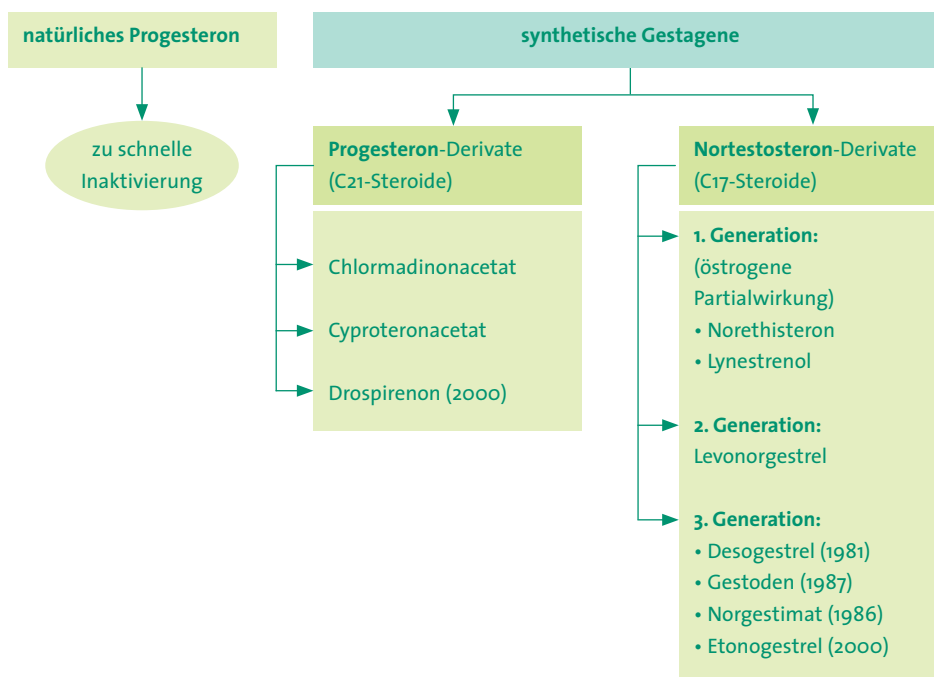 natürliches Progesteron
zu schnelle
Inaktivierung
synthetische Gestagene
Progesteron-Derivate
(C21-Steroide)
Chlormadinonacetat
Cyproteronacetat
Drospirenon (2000)
Nortestosteron-Derivate
(C17-Steroide)
1. Generation:
(östrogene
Partialwirkung)
• Norethisteron
• Lynestrenol
2. Generation:
Levonorgestrel
3. Generation:
• Desogestrel (1981)
• Gestoden (1987)
• Norgestimat (1986)
• Etonogestrel (2000)